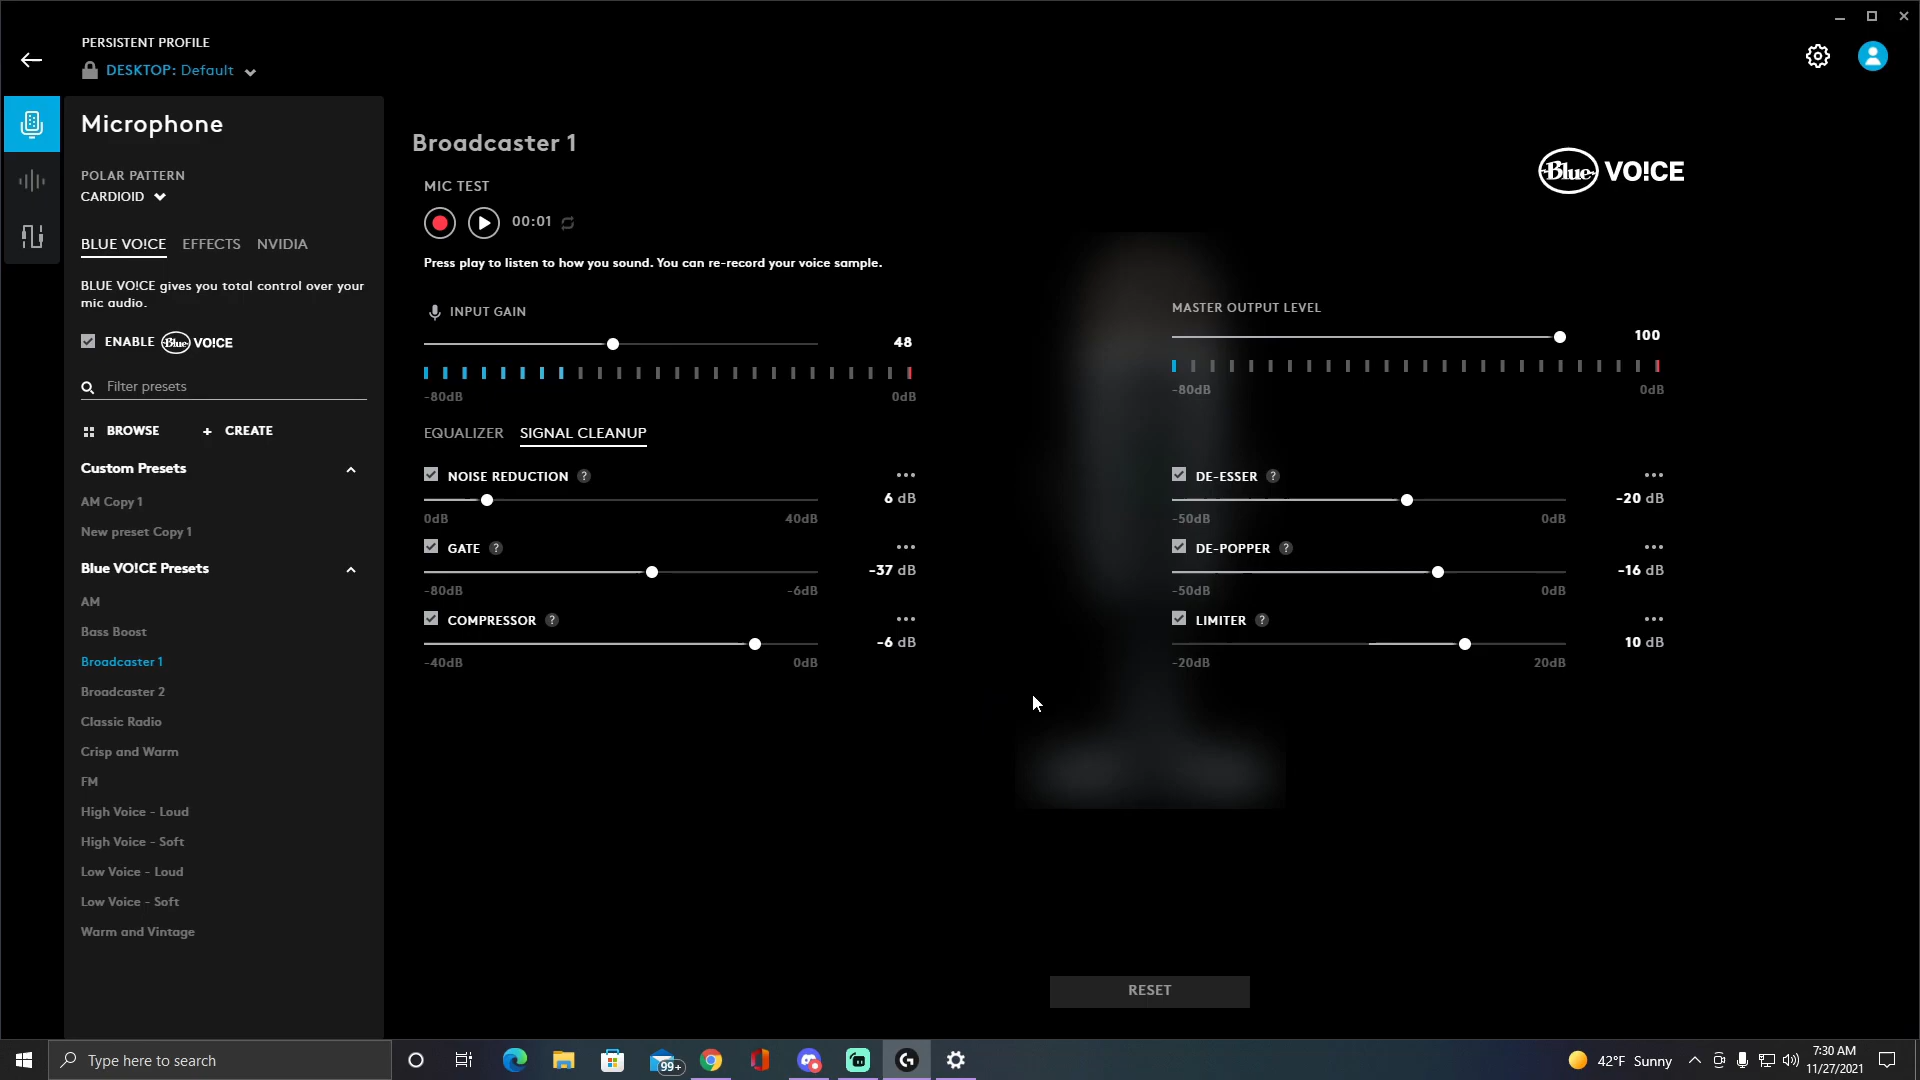 PERSISTENT PROFILE
DESKTOP: Default
Microphone
POLAR PATTERN
CARDIOID
BLUE VO!CE EFFECTS NVIDIA
BLUE VO!CE gives you total control over your
mic audio.
ENABLE Blue VO!CE
Filter presets
BROWSE + CREATE
Custom Presets
AM Copy 1
New preset Copy 1
Blue VO!CE Presets
AM
Bass Boost
Broadcaster 1
Broadcaster 2
Classic Radio
Crisp and Warm
FM
High Voice - Loud
High Voice - Soft
Low Voice - Loud
Low Voice - Soft
Warm and Vintage
Broadcaster 1
Blue VO!CE
MIC TEST
00:01
Press play to listen to how you sound. You can re-record your voice sample.
INPUT GAIN
48
-80dB 0dB
MASTER OUTPUT LEVEL
100
-80dB 0dB
EQUALIZER SIGNAL CLEANUP
NOISE REDUCTION ?
6 dB
0dB 40dB
GATE ?
-37 dB
-80dB -6dB
COMPRESSOR ?
-6 dB
-40dB 0dB
DE-ESSER ?
-20 dB
-50dB 0dB
DE-POPPER ?
-16 dB
-50dB 0dB
LIMITER ?
10 dB
-20dB 20dB
RESET
Type here to search
99+
42°F Sunny
7:30 AM
11/27/2021